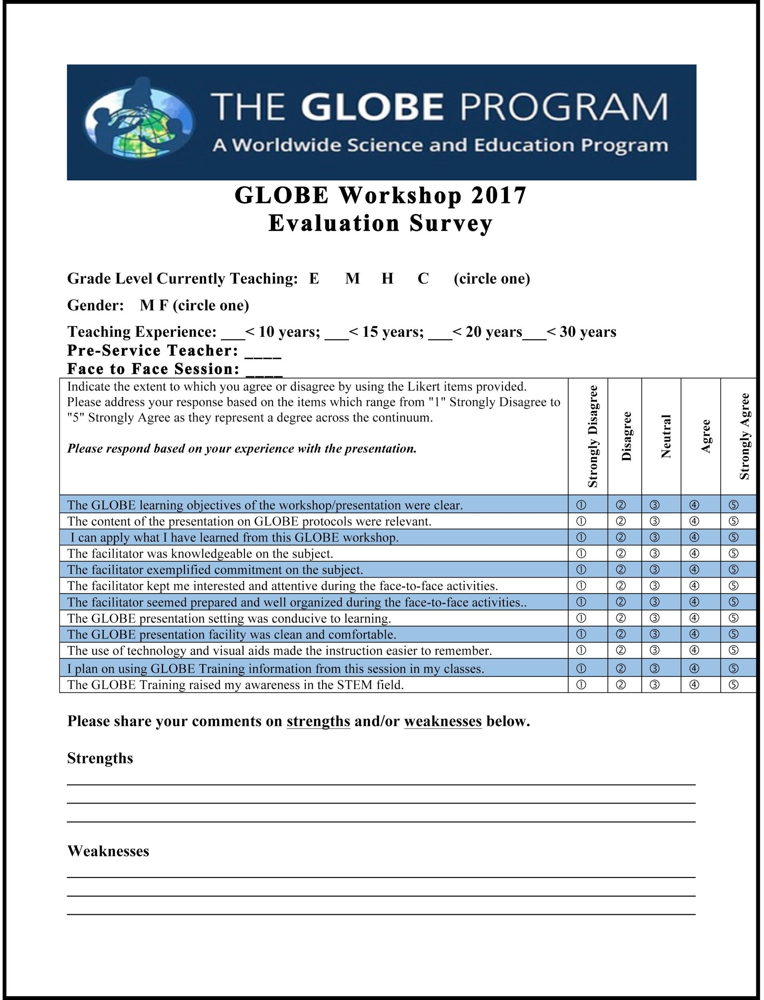 THE GLOBE PROGRAM
A Worldwide Science and Education Program
GLOBE Workshop 2017
Evaluation Survey
Grade Level Currently Teaching: E M H C (circle one)
Gender: M F (circle one)
Teaching Experience: ___< 10 years; ___< 15 years; ___< 20 years___< 30 years
Pre-Service Teacher: ____
Face to Face Session: ____
Indicate the extent to which you agree or disagree by using the Likert items provided.
Please address your response based on the items which range from "1" Strongly Disagree to
"5" Strongly Agree as they represent a degree across the continuum.
Please respond based on your experience with the presentation.
Strongly Disagree
Disagree
Neutral
Agree
Strongly Agree
The GLOBE learning objectives of the workshop/presentation were clear. ① ② ③ ④ ⑤
The content of the presentation on GLOBE protocols were relevant. ① ② ③ ④ ⑤
I can apply what I have learned from this GLOBE workshop. ① ② ③ ④ ⑤
The facilitator was knowledgeable on the subject. ① ② ③ ④ ⑤
The facilitator exemplified commitment on the subject. ① ② ③ ④ ⑤
The facilitator kept me interested and attentive during the face-to-face activities. ① ② ③ ④ ⑤
The facilitator seemed prepared and well organized during the face-to-face activities.. ① ② ③ ④ ⑤
The GLOBE presentation setting was conducive to learning. ① ② ③ ④ ⑤
The GLOBE presentation facility was clean and comfortable. ① ② ③ ④ ⑤
The use of technology and visual aids made the instruction easier to remember. ① ② ③ ④ ⑤
I plan on using GLOBE Training information from this session in my classes. ① ② ③ ④ ⑤
The GLOBE Training raised my awareness in the STEM field. ① ② ③ ④ ⑤
Please share your comments on strengths and/or weaknesses below.
Strengths
Weaknesses